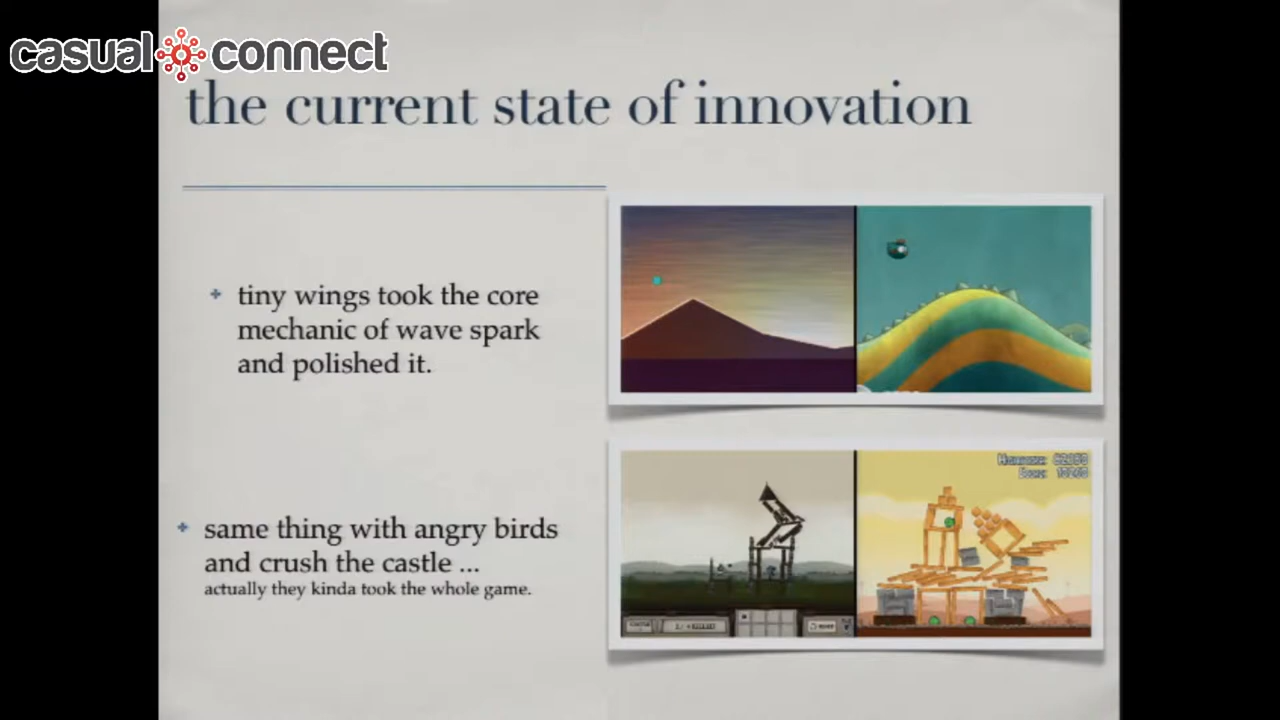 casual connect
the current state of innovation
tiny wings took the core
mechanic of wave spark
and polished it.
same thing with angry birds
and crush the castle ...
actually they kinda took the whole game.